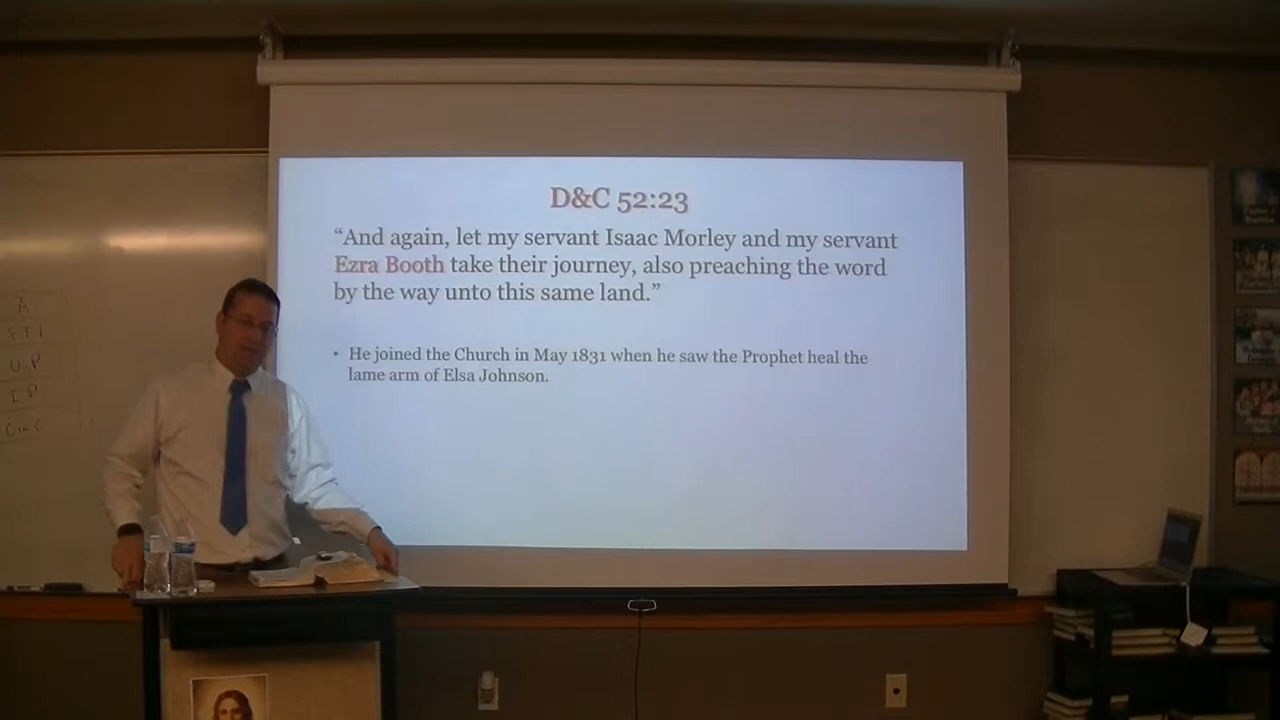 D&C 52:23
“And again, let my servant Isaac Morley and my servant
Ezra Booth take their journey, also preaching the word
by the way unto this same land.”
• He joined the Church in May 1831 when he saw the Prophet heal the
lame arm of Elsa Johnson.